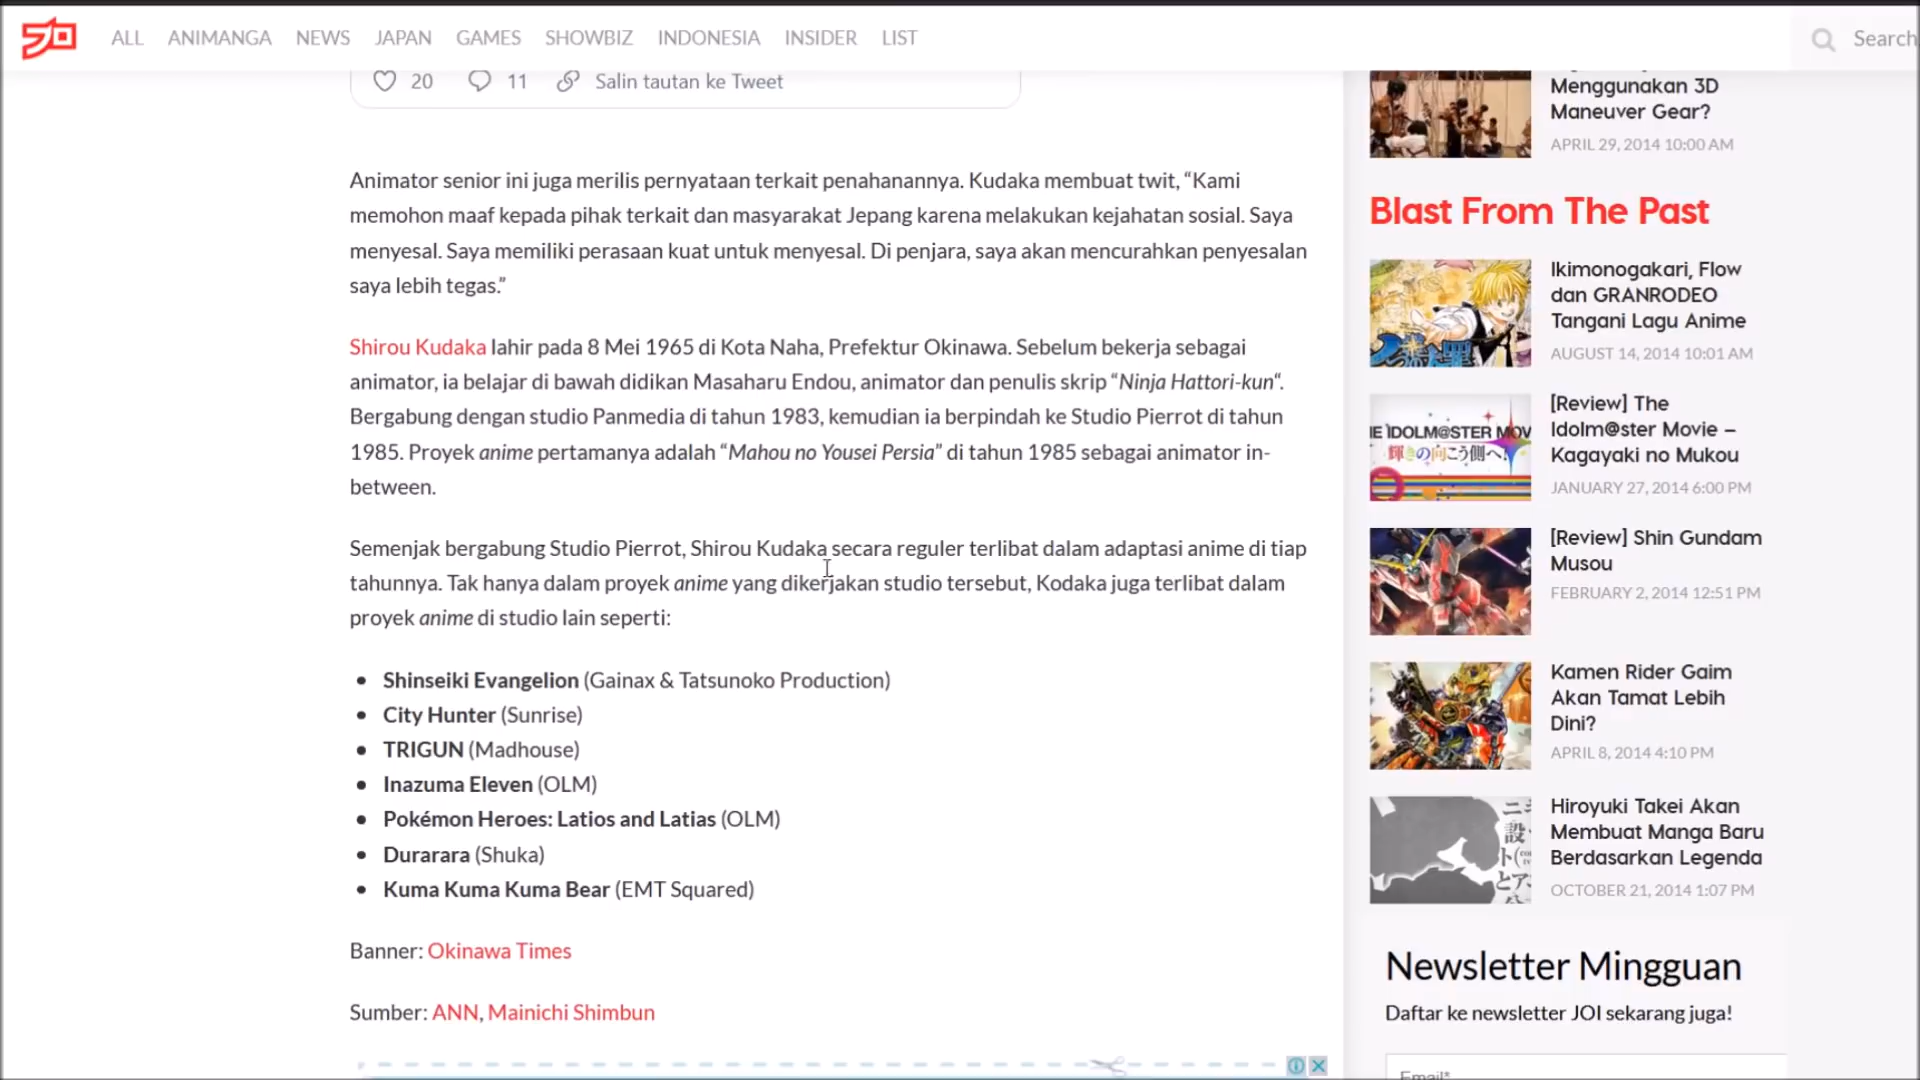 ALL ANIMANGA NEWS JAPAN GAMES SHOWBIZ INDONESIA INSIDER LIST
Search
20 11 Salin tautan ke Tweet
Animator senior ini juga merilis pernyataan terkait penahanannya. Kudaka membuat twit, “Kami
memohon maaf kepada pihak terkait dan masyarakat Jepang karena melakukan kejahatan sosial. Saya
menyesal. Saya memiliki perasaan kuat untuk menyesal. Di penjara, saya akan mencurahkan penyesalan
saya lebih tegas.”
Shirou Kudaka lahir pada 8 Mei 1965 di Kota Naha, Prefektur Okinawa. Sebelum bekerja sebagai
animator, ia belajar di bawah didikan Masaharu Endou, animator dan penulis skrip “Ninja Hattori-kun“.
Bergabung dengan studio Panmedia di tahun 1983, kemudian ia berpindah ke Studio Pierrot di tahun
1985. Proyek anime pertamanya adalah “Mahou no Yousei Persia” di tahun 1985 sebagai animator in-
between.
Semenjak bergabung Studio Pierrot, Shirou Kudaka secara reguler terlibat dalam adaptasi anime di tiap
tahunnya. Tak hanya dalam proyek anime yang dikerjakan studio tersebut, Kodaka juga terlibat dalam
proyek anime di studio lain seperti:
• Shinseiki Evangelion (Gainax & Tatsunoko Production)
• City Hunter (Sunrise)
• TRIGUN (Madhouse)
• Inazuma Eleven (OLM)
• Pokémon Heroes: Latios and Latias (OLM)
• Durarara (Shuka)
• Kuma Kuma Kuma Bear (EMT Squared)
Banner: Okinawa Times
Sumber: ANN, Mainichi Shimbun
Menggunakan 3D
Maneuver Gear?
APRIL 29, 2014 10:00 AM
Blast From The Past
Ikimonogakari, Flow
dan GRANRODEO
Tangani Lagu Anime
AUGUST 14, 2014 10:01 AM
[Review] The
Idolm@ster Movie –
Kagayaki no Mukou
JANUARY 27, 2014 6:00 PM
THE IDOLM@STER MOV
輝きの向こう側へ!
[Review] Shin Gundam
Musou
FEBRUARY 2, 2014 12:51 PM
Kamen Rider Gaim
Akan Tamat Lebih
Dini?
APRIL 8, 2014 4:10 PM
Hiroyuki Takei Akan
Membuat Manga Baru
Berdasarkan Legenda
OCTOBER 21, 2014 1:07 PM
Newsletter Mingguan
Daftar ke newsletter JOI sekarang juga!
Email*